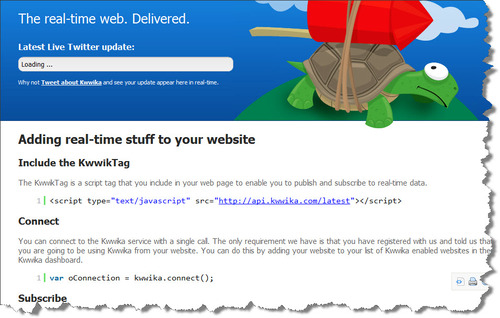 The real-time web. Delivered.
Latest Live Twitter update:
Loading ...
Why not Tweet about Kwwika and see your update appear here in real-time.
Adding real-time stuff to your website
Include the KwwikTag
The KwwikTag is a script tag that you include in your web page to enable you to publish and subscribe to real-time data.
1 <script type="text/javascript" src="http://api.kwwika.com/latest"></script>
Connect
You can connect to the Kwwika service with a single call. The only requirement we have is that you have registered with us and told us that
you are going to be using Kwwika from your website. You can do this by adding your website to your list of Kwwika enabled websites in the
Kwwika dashboard.
1 var oConnection = kwwika.connect();
Subscribe